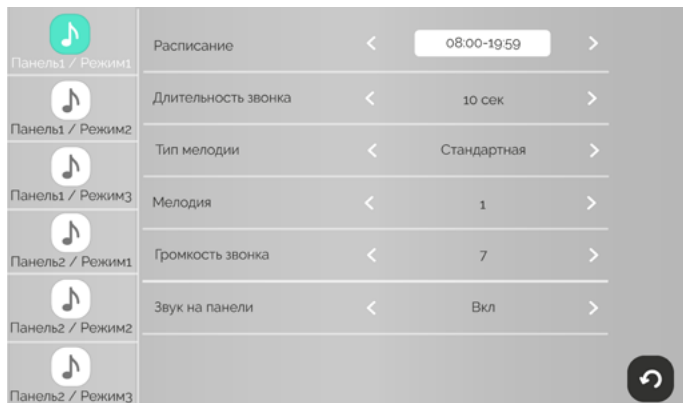 Панель1 / Режим1
Панель1 / Режим2
Панель1 / Режим3
Панель2 / Режим1
Панель2 / Режим2
Панель2 / Режим3
Расписание 08:00-19:59
Длительность звонка 10 сек
Тип мелодии Стандартная
Мелодия 1
Громкость звонка 7
Звук на панели Вкл